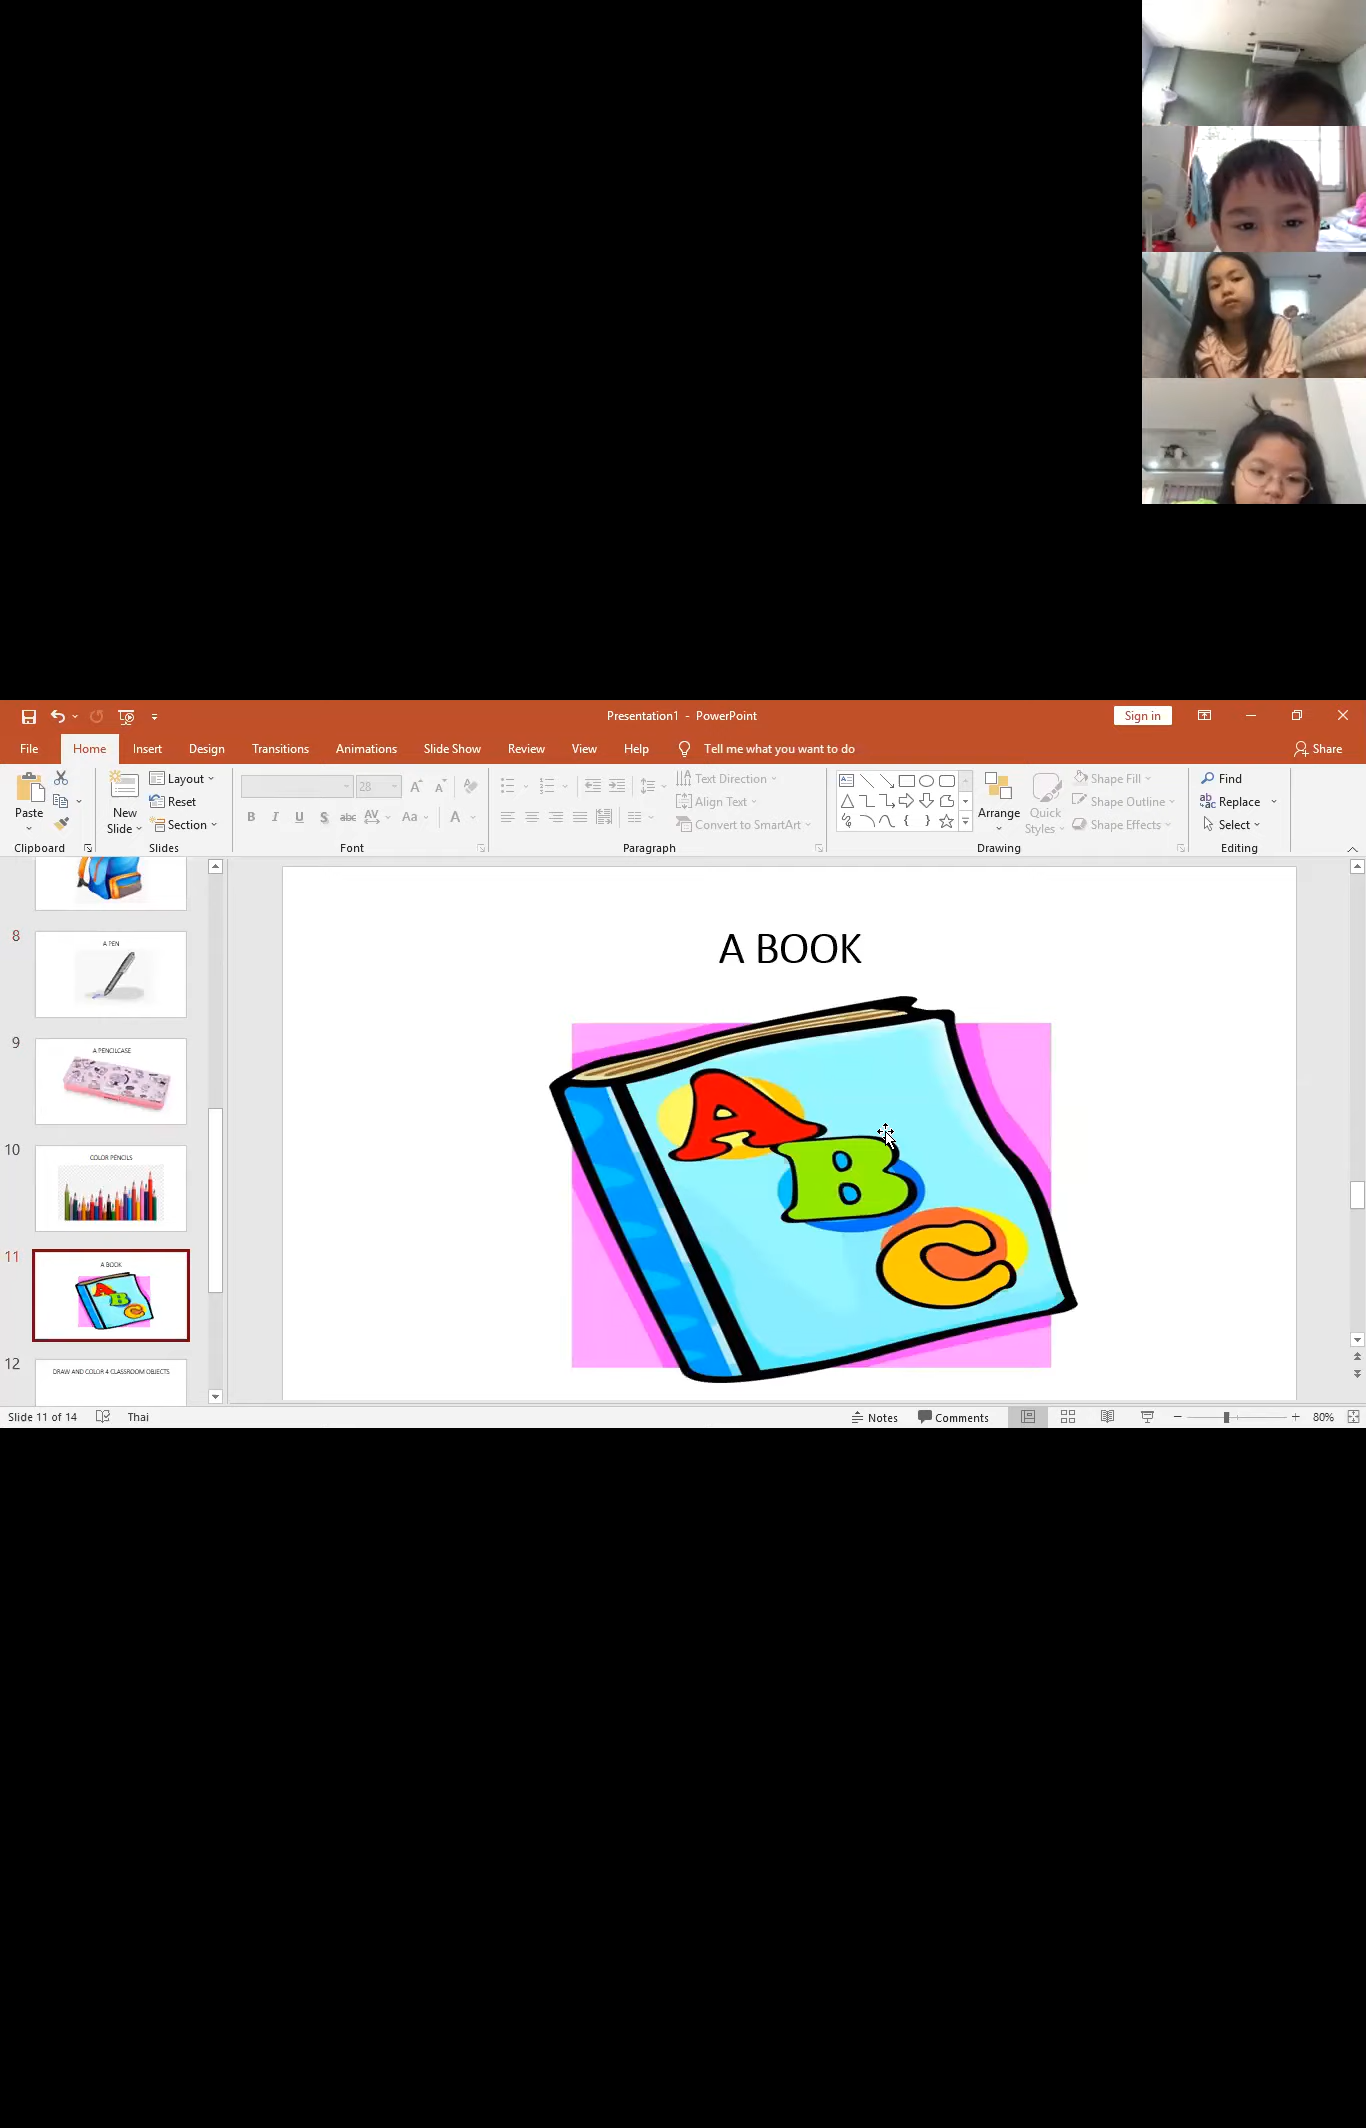 Presentation1 - PowerPoint
Sign in
File Home Insert Design Transitions Animations Slide Show Review View Help Tell me what you want to do Share
Paste
New Slide
Layout
Reset
Section
28
B I U S abc AV Aa A
Text Direction
Align Text
Convert to SmartArt
Arrange
Quick Styles
Shape Fill
Shape Outline
Shape Effects
Find
Replace
Select
Clipboard Slides Font Paragraph Drawing Editing
8
A PEN
9
A PENCILCASE
10
COLOR PENCILS
11
A BOOK
ABC
12
DRAW AND COLOR 4 CLASSROOM OBJECTS
A BOOK
A
B
C
Slide 11 of 14 Thai Notes Comments 80%